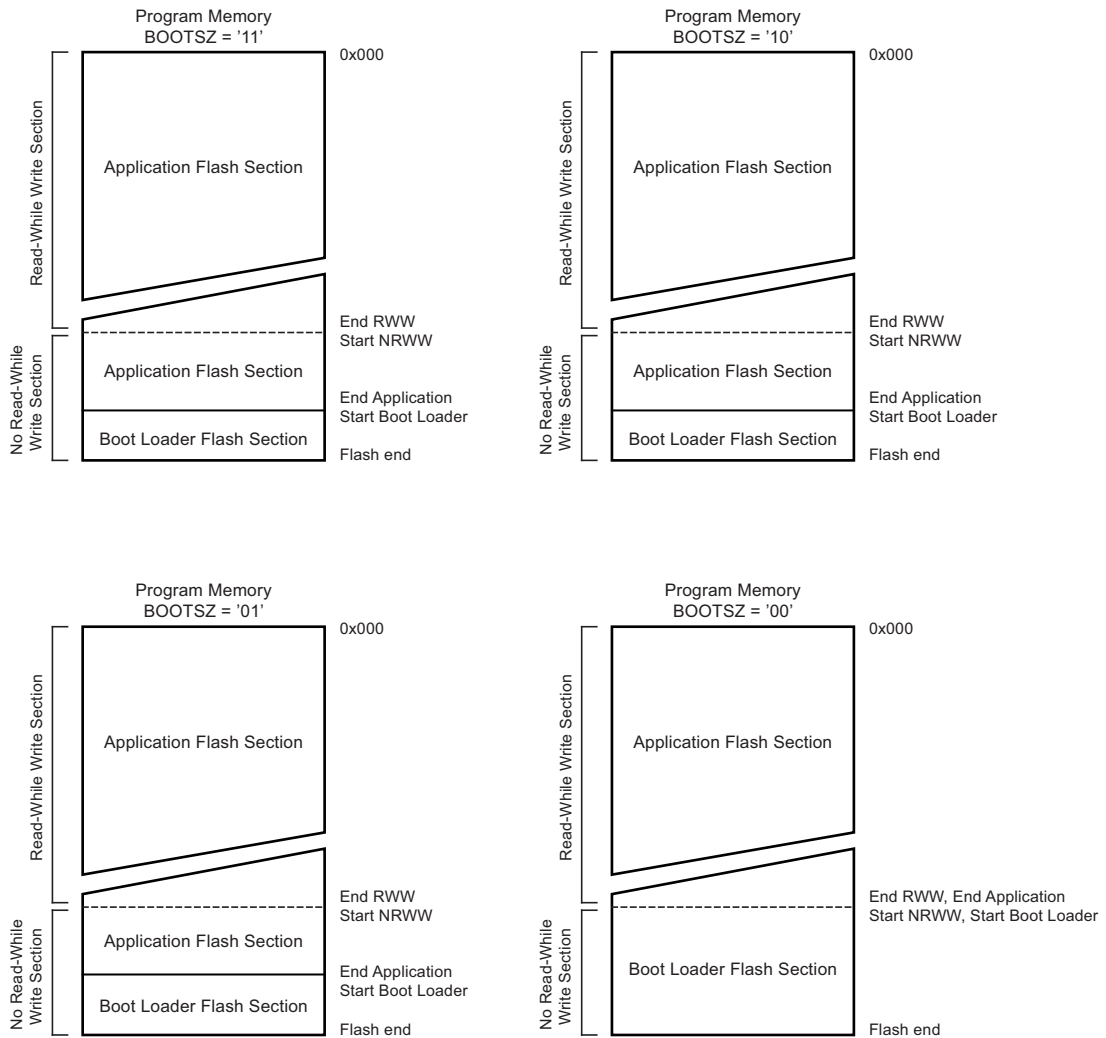 Program Memory
BOOTSZ = ’11’
0x000
Read-While Write Section
Application Flash Section
End RWW
Start NRWW
No Read-While
Write Section
Application Flash Section
End Application
Start Boot Loader
Boot Loader Flash Section
Flash end
Program Memory
BOOTSZ = ’10’
0x000
Read-While Write Section
Application Flash Section
End RWW
Start NRWW
No Read-While
Write Section
Application Flash Section
End Application
Start Boot Loader
Boot Loader Flash Section
Flash end
Program Memory
BOOTSZ = ’01’
0x000
Read-While Write Section
Application Flash Section
End RWW
Start NRWW
No Read-While
Write Section
Application Flash Section
End Application
Start Boot Loader
Boot Loader Flash Section
Flash end
Program Memory
BOOTSZ = ’00’
0x000
Read-While Write Section
Application Flash Section
End RWW, End Application
Start NRWW, Start Boot Loader
No Read-While
Write Section
Boot Loader Flash Section
Flash end